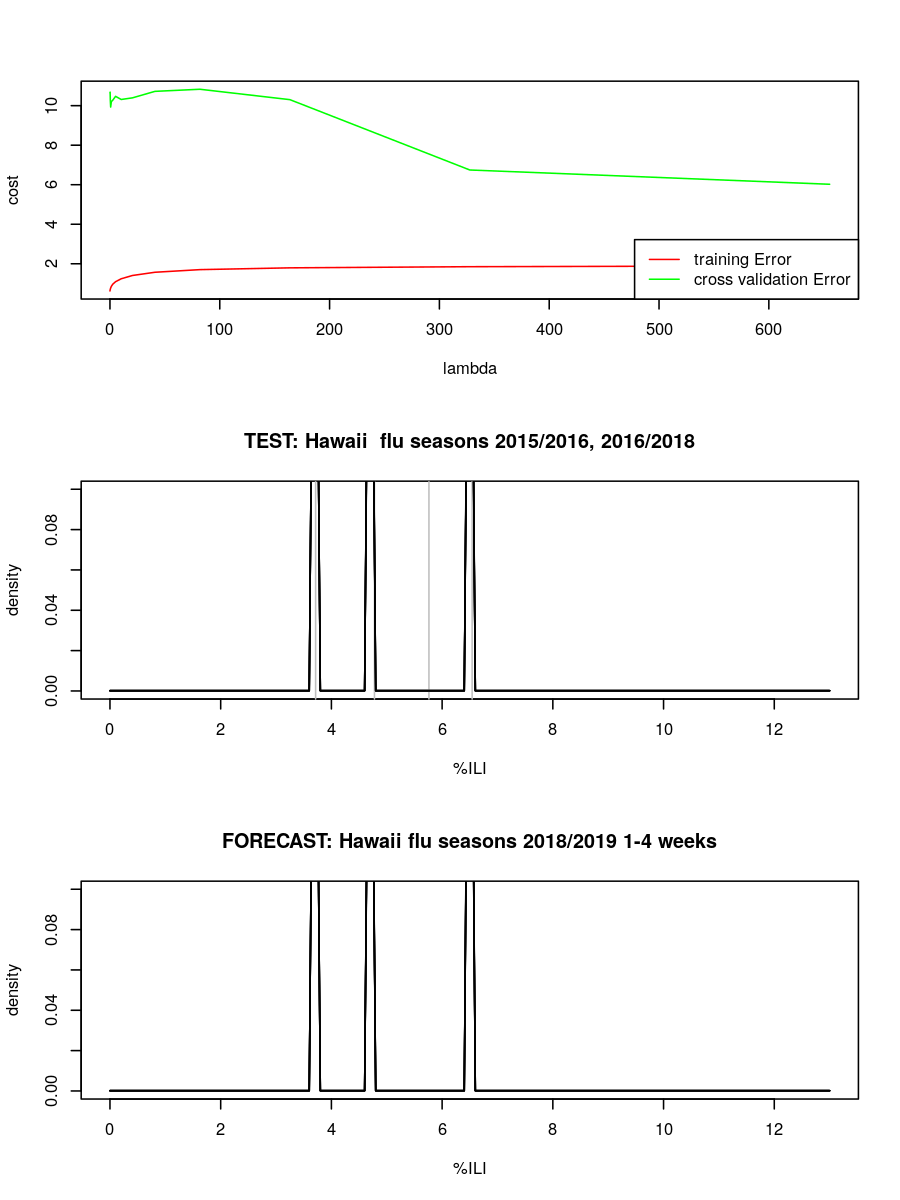 10
8
6
4
2
cost
training Error
cross validation Error
0 100 200 300 400 500 600
lambda
TEST: Hawaii  flu seasons 2015/2016, 2016/2018
0.08
0.04
0.00
density
0 2 4 6 8 10 12
%ILI
FORECAST: Hawaii flu seasons 2018/2019 1-4 weeks
0.08
0.04
0.00
density
0 2 4 6 8 10 12
%ILI